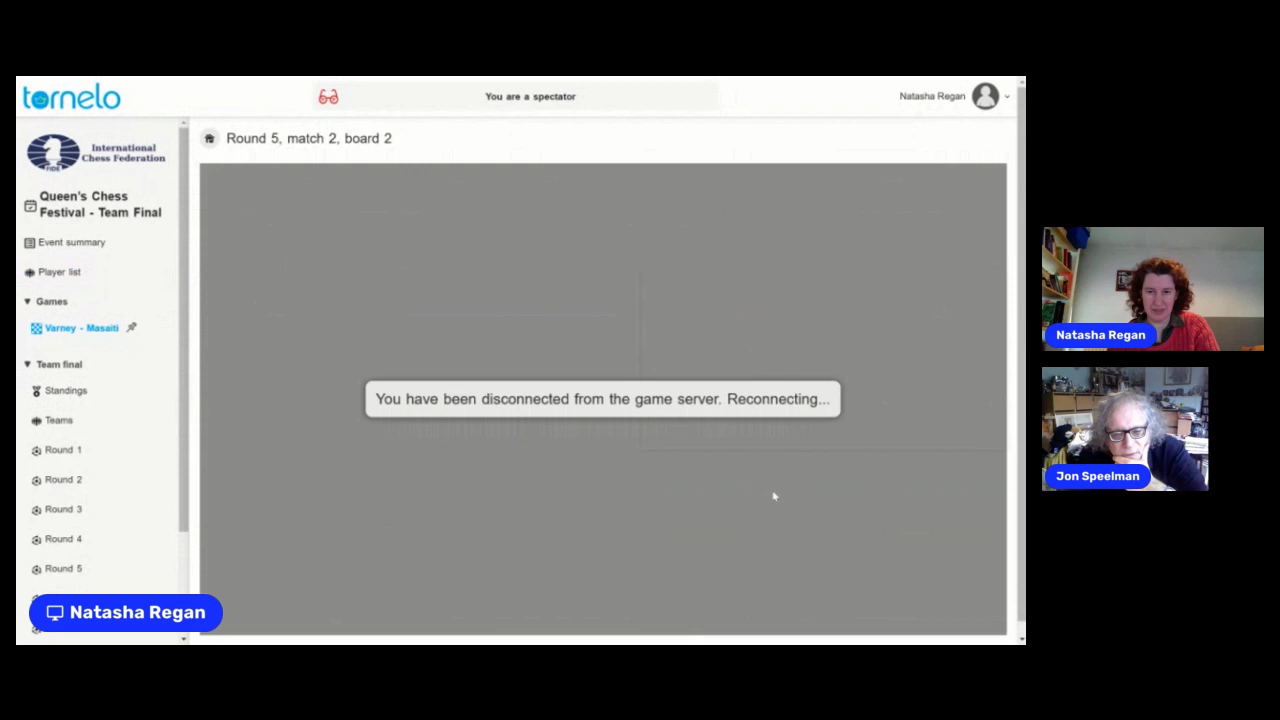 tornelo
You are a spectator
Natasha Regan
International
Chess Federation
FIDE
Round 5, match 2, board 2
Queen's Chess
Festival - Team Final
Event summary
Player list
Games
Varney - Masaiti
Team final
Standings
Teams
Round 1
Round 2
Round 3
Round 4
Round 5
You have been disconnected from the game server. Reconnecting...
Natasha Regan
Natasha Regan
Jon Speelman